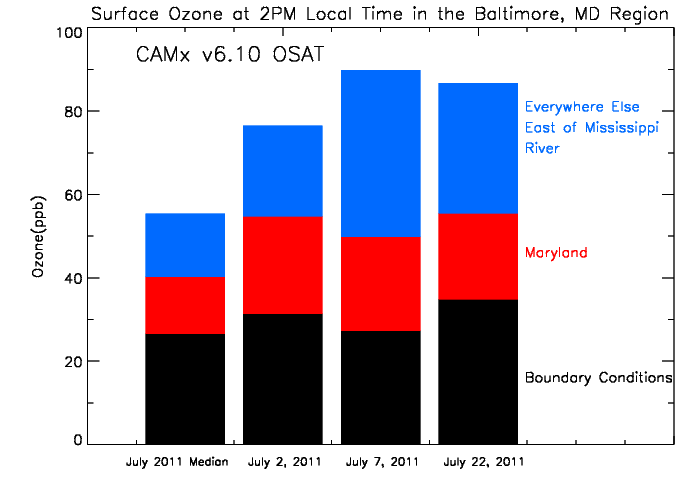 Surface Ozone at 2PM Local Time in the Baltimore, MD Region
CAMx v6.10 OSAT
100
80
60
40
20
0
Ozone(ppb)
Everywhere Else
East of Mississippi
River
Maryland
Boundary Conditions
July 2011 Median July 2, 2011 July 7, 2011 July 22, 2011